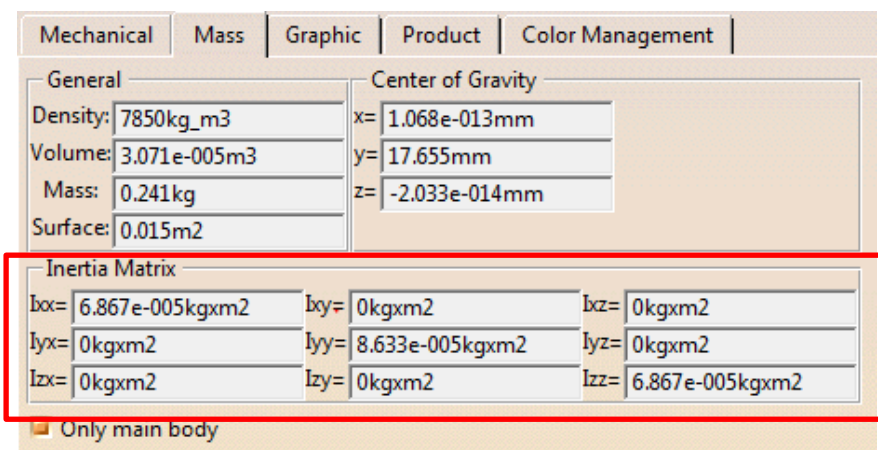 Mechanical Mass Graphic Product Color Management
General Center of Gravity
Density: 7850kg_m3 x= 1.068e-013mm
Volume: 3.071e-005m3 y= 17.655mm
Mass: 0.241kg z= -2.033e-014mm
Surface: 0.015m2
Inertia Matrix
Ixx= 6.867e-005kgxm2 Ixy= 0kgxm2 Ixz= 0kgxm2
Iyx= 0kgxm2 Iyy= 8.633e-005kgxm2 Iyz= 0kgxm2
Izx= 0kgxm2 Izy= 0kgxm2 Izz= 6.867e-005kgxm2
Only main body